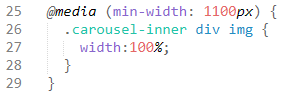 25 @media (min-width: 1100px) {
26 .carousel-inner div img {
27 width:100%;
28 }
29 }